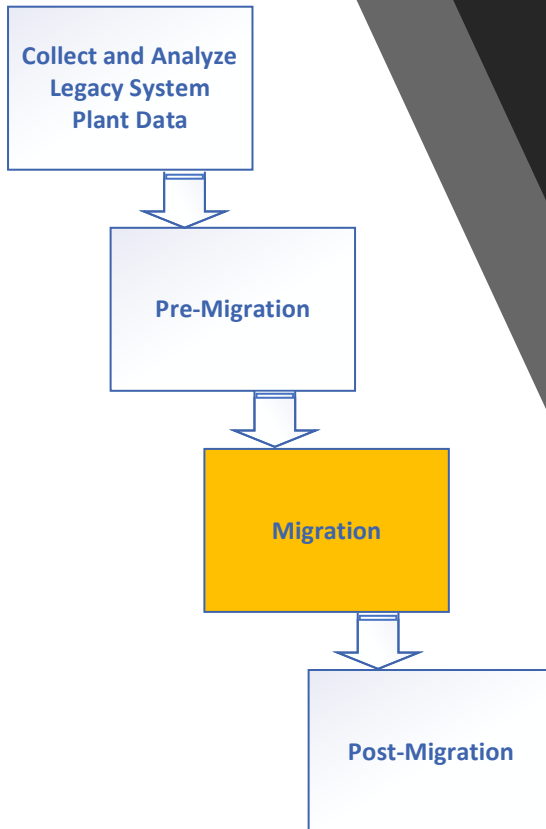 Collect and Analyze
Legacy System
Plant Data
Pre-Migration
Migration
Post-Migration